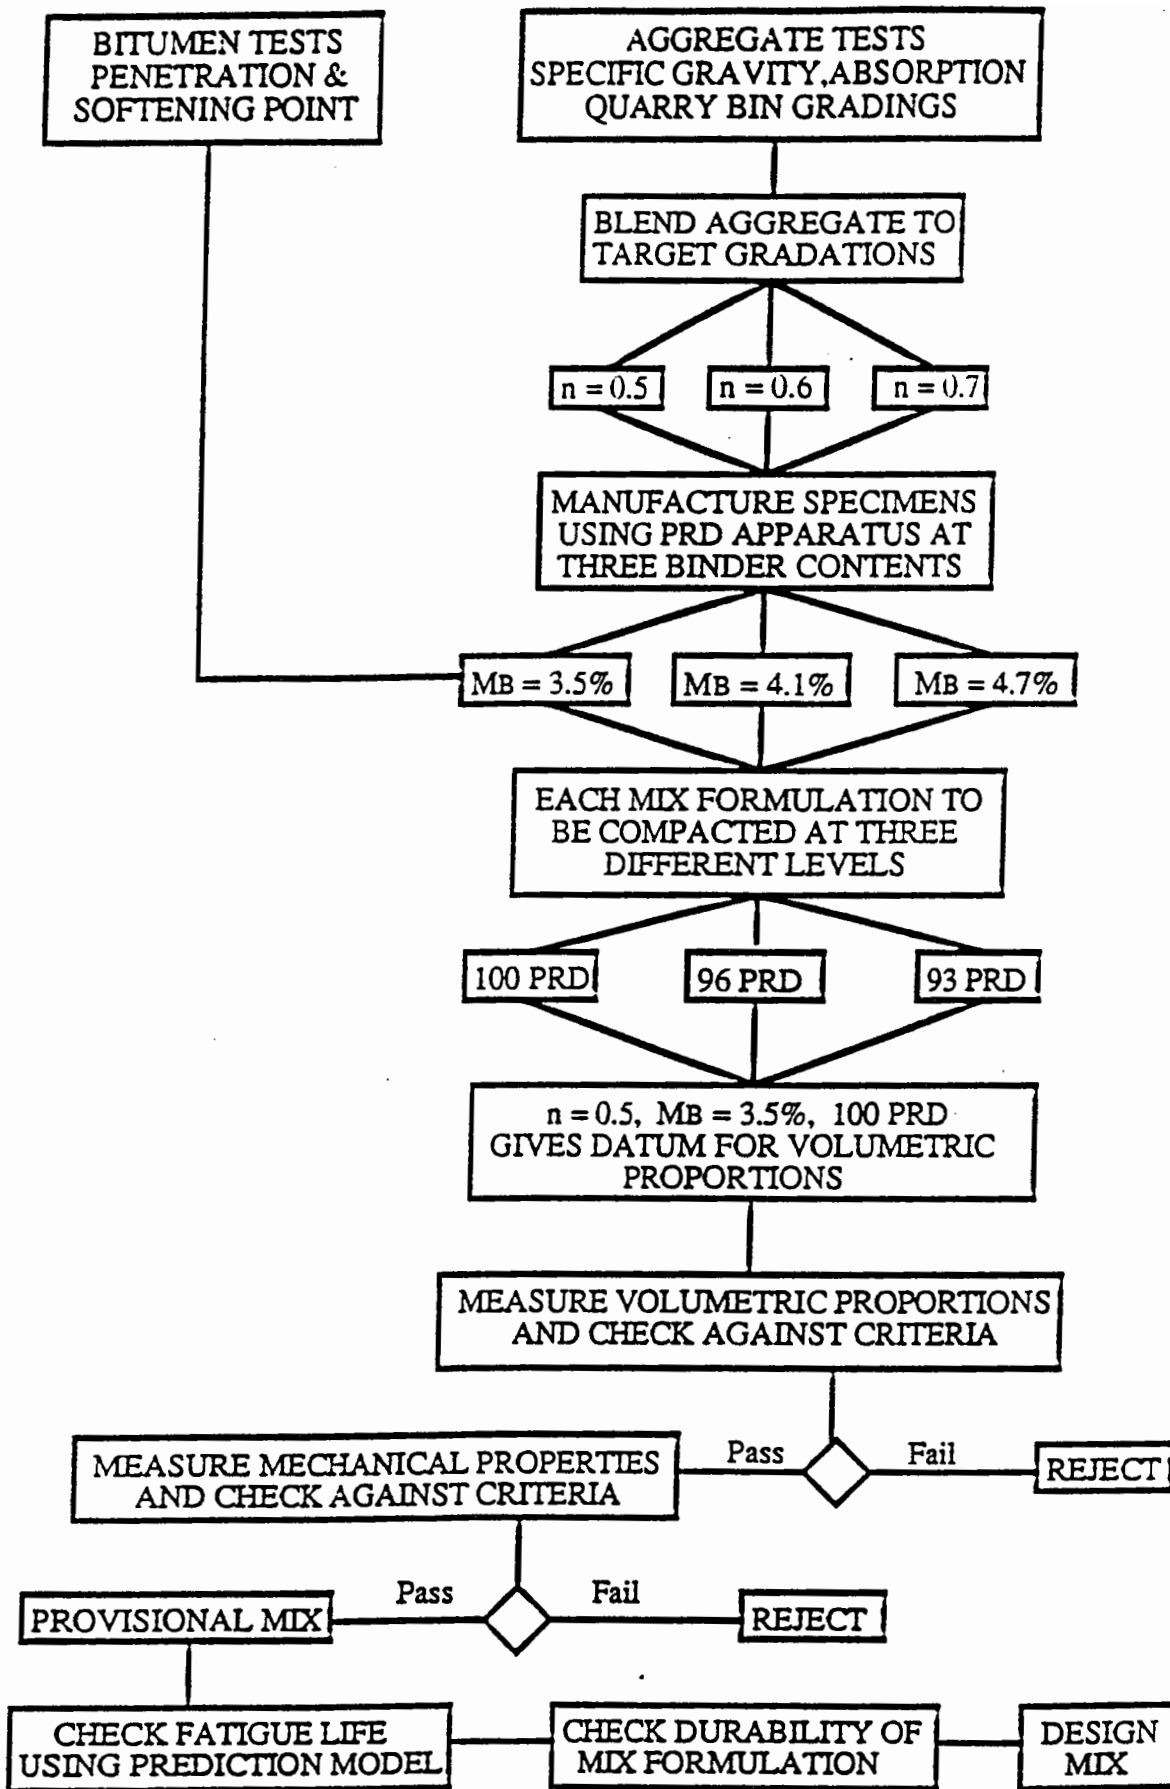 BITUMEN TESTS
PENETRATION &
SOFTENING POINT
AGGREGATE TESTS
SPECIFIC GRAVITY,ABSORPTION
QUARRY BIN GRADINGS
BLEND AGGREGATE TO
TARGET GRADATIONS
n = 0.5
n = 0.6
n = 0.7
MANUFACTURE SPECIMENS
USING PRD APPARATUS AT
THREE BINDER CONTENTS
MB = 3.5%
MB = 4.1%
MB = 4.7%
EACH MIX FORMULATION TO
BE COMPACTED AT THREE
DIFFERENT LEVELS
100 PRD
96 PRD
93 PRD
n = 0.5, MB = 3.5%, 100 PRD
GIVES DATUM FOR VOLUMETRIC
PROPORTIONS
MEASURE VOLUMETRIC PROPORTIONS
AND CHECK AGAINST CRITERIA
Pass
Fail
REJECT
MEASURE MECHANICAL PROPERTIES
AND CHECK AGAINST CRITERIA
Pass
Fail
REJECT
PROVISIONAL MIX
CHECK FATIGUE LIFE
USING PREDICTION MODEL
CHECK DURABILITY OF
MIX FORMULATION
DESIGN
MIX